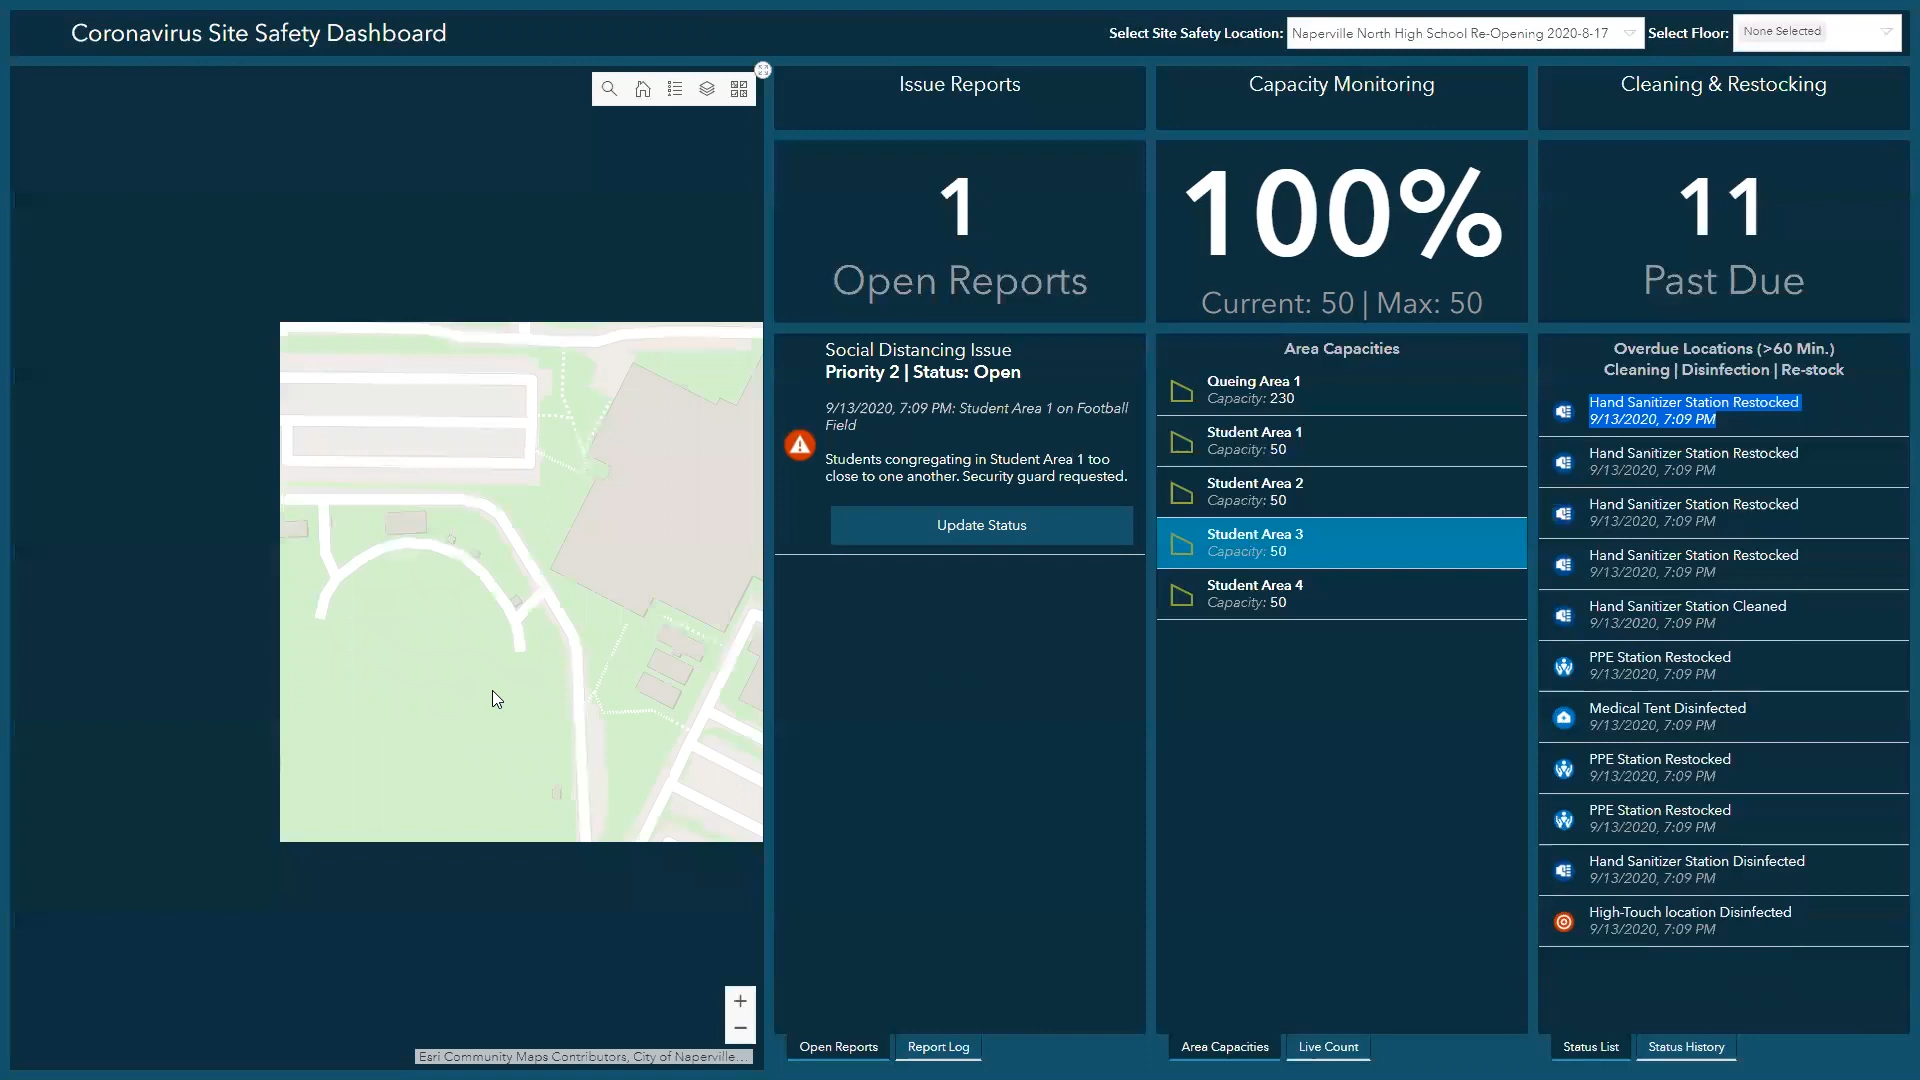 Coronavirus Site Safety Dashboard
Select Site Safety Location:
Naperville North High School Re-Opening 2020-8-17
Select Floor:
None Selected
Esri Community Maps Contributors, City of Naperville...
Issue Reports
1
Open Reports
Social Distancing Issue
Priority 2 | Status: Open
9/13/2020, 7:09 PM: Student Area 1 on Football
Field
Students congregating in Student Area 1 too
close to one another. Security guard requested.
Update Status
Open Reports
Report Log
Capacity Monitoring
100%
Current: 50 | Max: 50
Area Capacities
Queing Area 1
Capacity: 230
Student Area 1
Capacity: 50
Student Area 2
Capacity: 50
Student Area 3
Capacity: 50
Student Area 4
Capacity: 50
Area Capacities
Live Count
Cleaning & Restocking
11
Past Due
Overdue Locations (>60 Min.)
Cleaning | Disinfection | Re-stock
Hand Sanitizer Station Restocked
9/13/2020, 7:09 PM
Hand Sanitizer Station Restocked
9/13/2020, 7:09 PM
Hand Sanitizer Station Restocked
9/13/2020, 7:09 PM
Hand Sanitizer Station Restocked
9/13/2020, 7:09 PM
Hand Sanitizer Station Cleaned
9/13/2020, 7:09 PM
PPE Station Restocked
9/13/2020, 7:09 PM
Medical Tent Disinfected
9/13/2020, 7:09 PM
PPE Station Restocked
9/13/2020, 7:09 PM
PPE Station Restocked
9/13/2020, 7:09 PM
Hand Sanitizer Station Disinfected
9/13/2020, 7:09 PM
High-Touch location Disinfected
9/13/2020, 7:09 PM
Status List
Status History